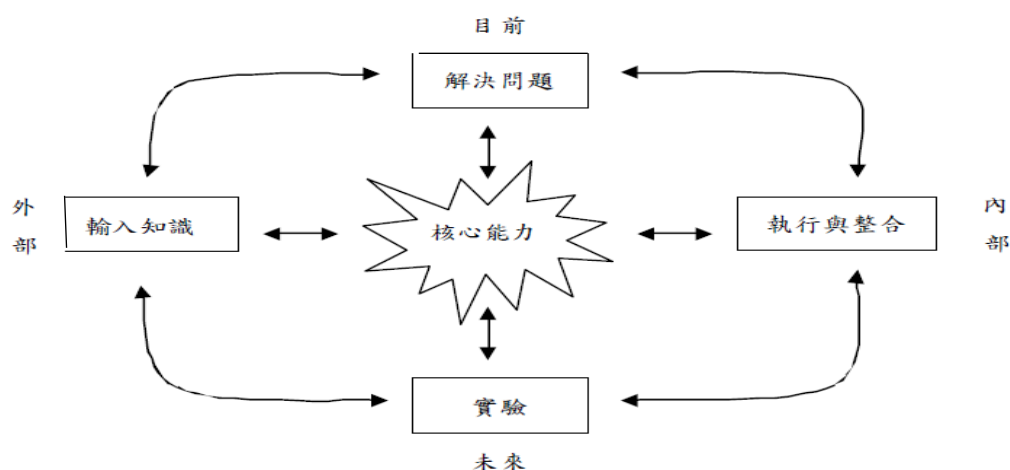 目前
解決問題
外部
輸入知識
核心能力
執行與整合
內部
實驗
未來